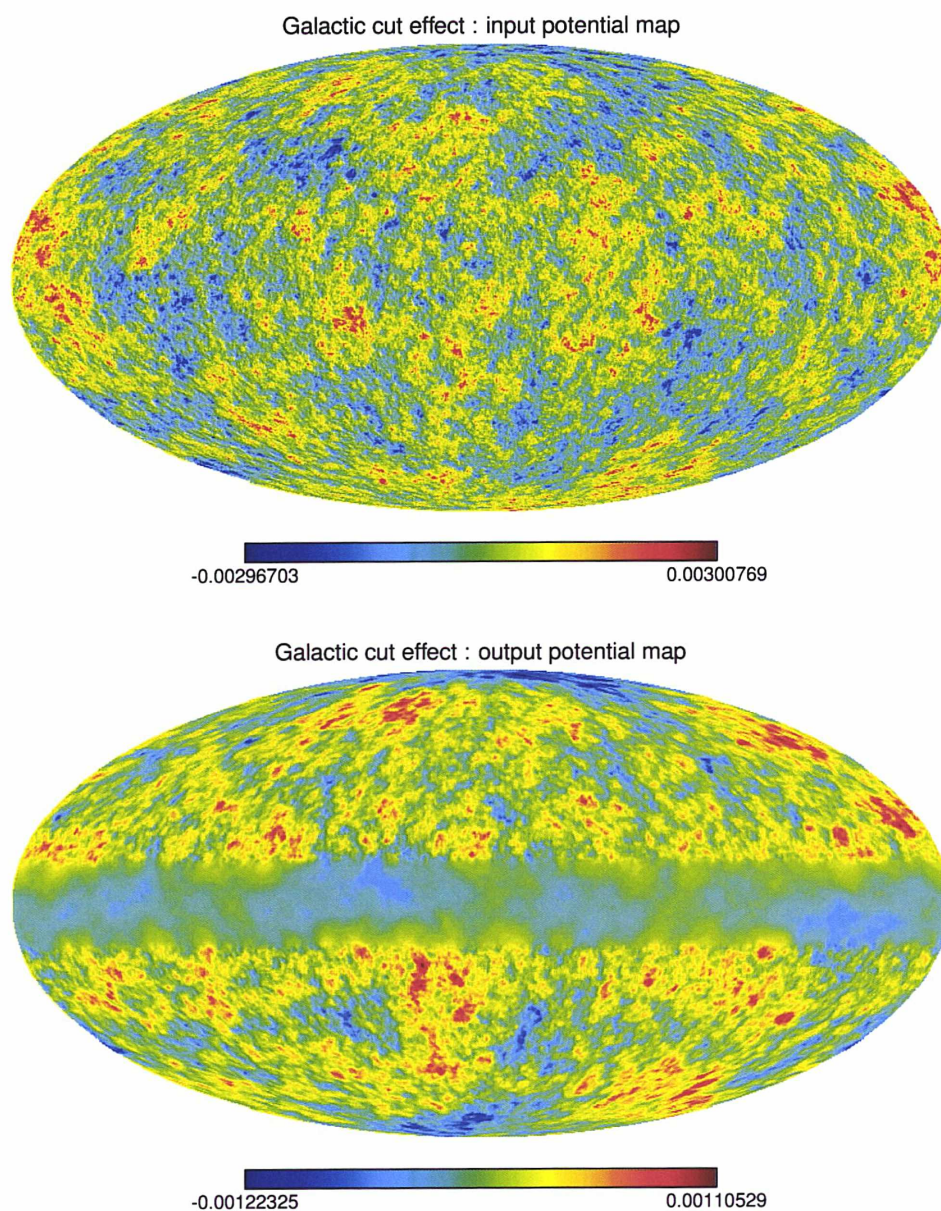 Galactic cut effect : input potential map
-0.00296703 0.00300769
Galactic cut effect : output potential map
-0.00122325 0.00110529